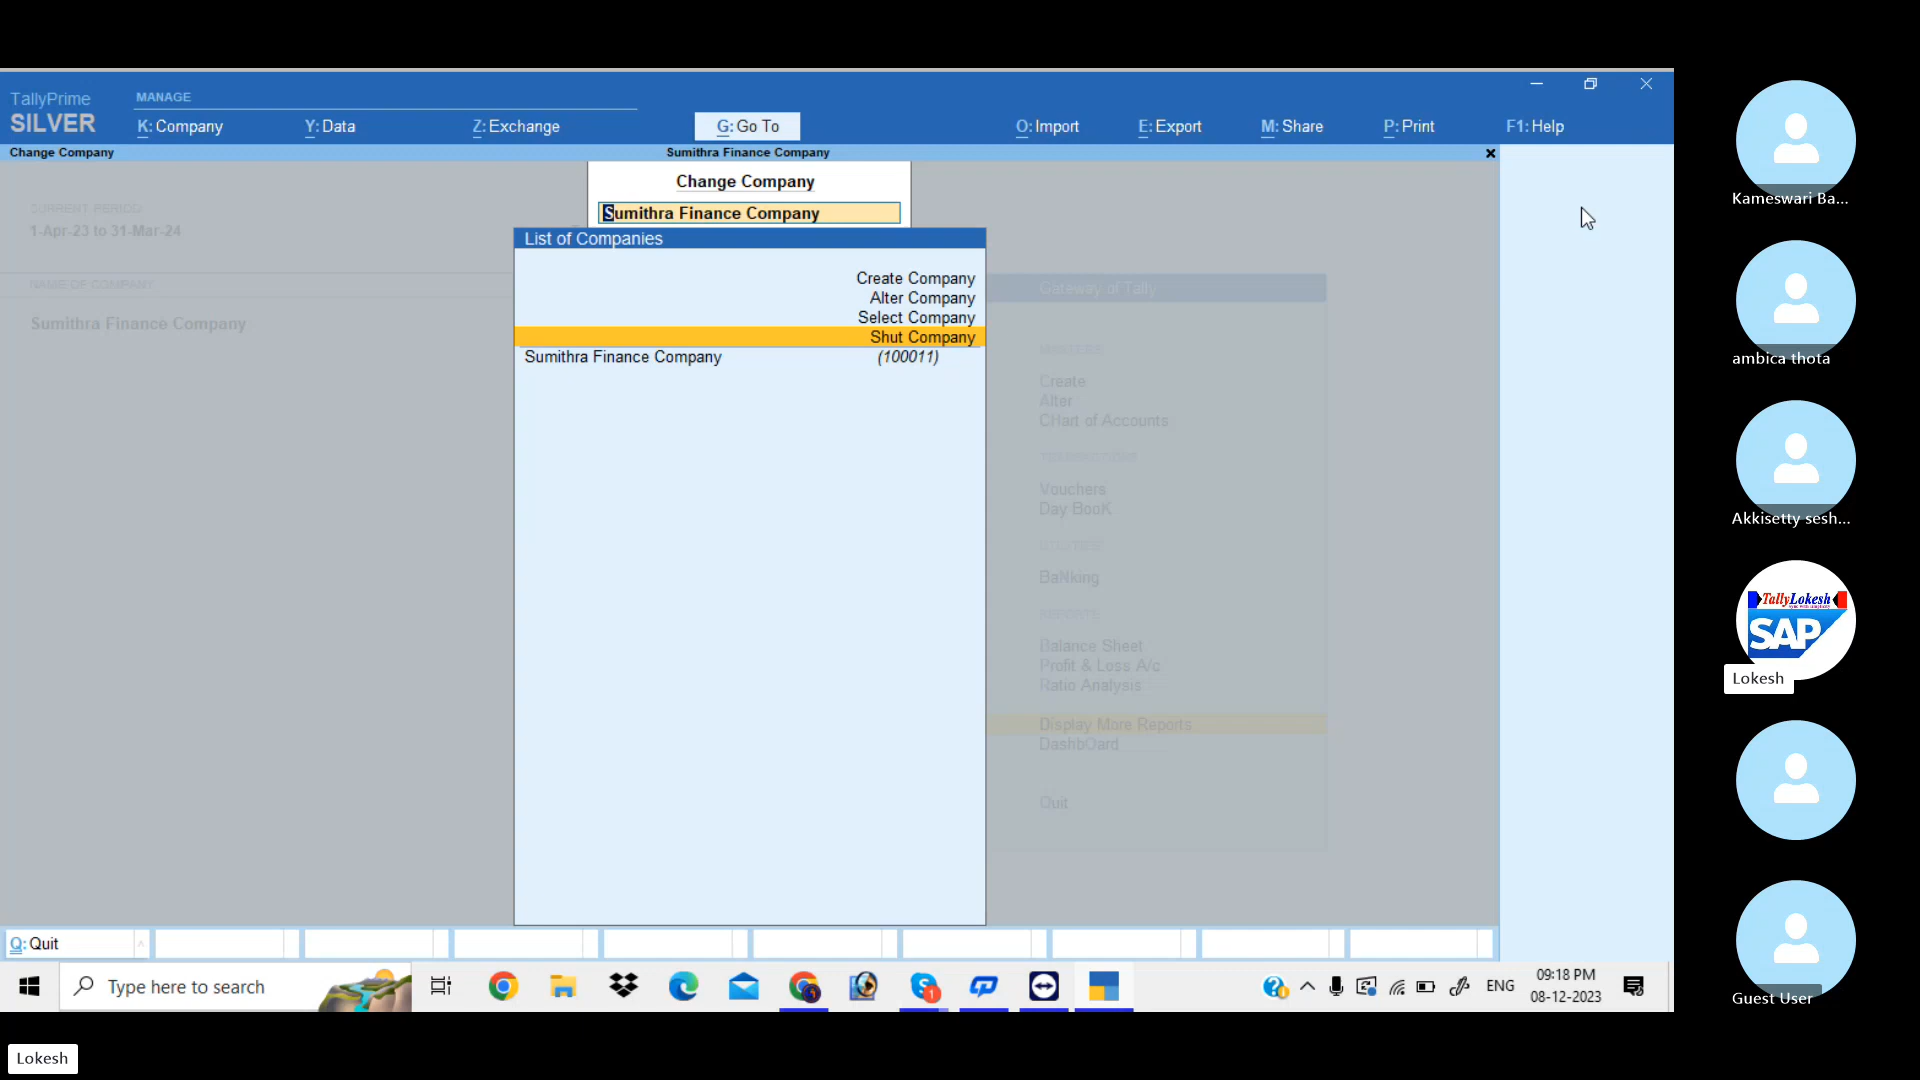 TallyPrime
SILVER
MANAGE
K: Company
Y: Data
Z: Exchange
G: Go To
O: Import
E: Export
M: Share
P: Print
F1: Help
Change Company
Sumithra Finance Company
Change Company
Sumithra Finance Company
List of Companies
Create Company
Alter Company
Select Company
Shut Company
Sumithra Finance Company (100011)
CURRENT PERIOD
1-Apr-23 to 31-Mar-24
NAME OF COMPANY
Sumithra Finance Company
Gateway of Tally
MASTERS
Create
Alter
CHart of Accounts
TRANSACTIONS
Vouchers
Day BooK
UTILITIES
BaNking
REPORTS
Balance Sheet
Profit & Loss A/c
Ratio Analysis
Display More Reports
DashbOard
Quit
Q: Quit
Type here to search
ENG
09:18 PM
08-12-2023
Kameswari Ba...
ambica thota
Akkisetty sesh...
TallyLokesh
SAP
Lokesh
Guest User
Lokesh